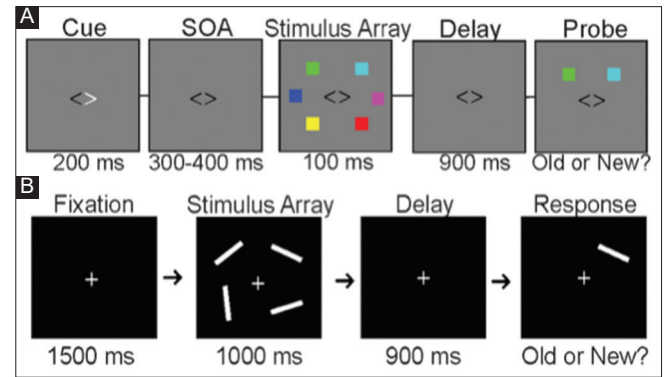 A
Cue SOA Stimulus Array Delay Probe
<> <> <> <> <>
200 ms 300-400 ms 100 ms 900 ms Old or New?
B
Fixation Stimulus Array Delay Response
1500 ms 1000 ms 900 ms Old or New?